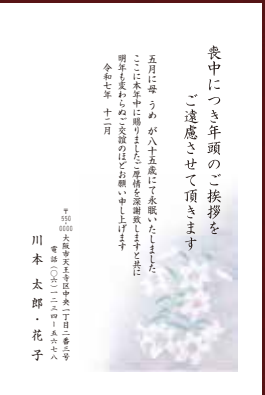 喪中につき年頭のご挨拶を
ご遠慮させて頂きます
五月に母 うめ が八十五歳にて永眠いたしました
ここに本年中に賜りましたご厚情を深謝致しますと共に
明年も変わらぬご交誼のほどお願い申し上げます
令和七年 十二月
〒550 0000 大阪市天王寺区中央一丁目二番三号
電話(〇六)一二三四ー五六七八
川本 太郎・花子